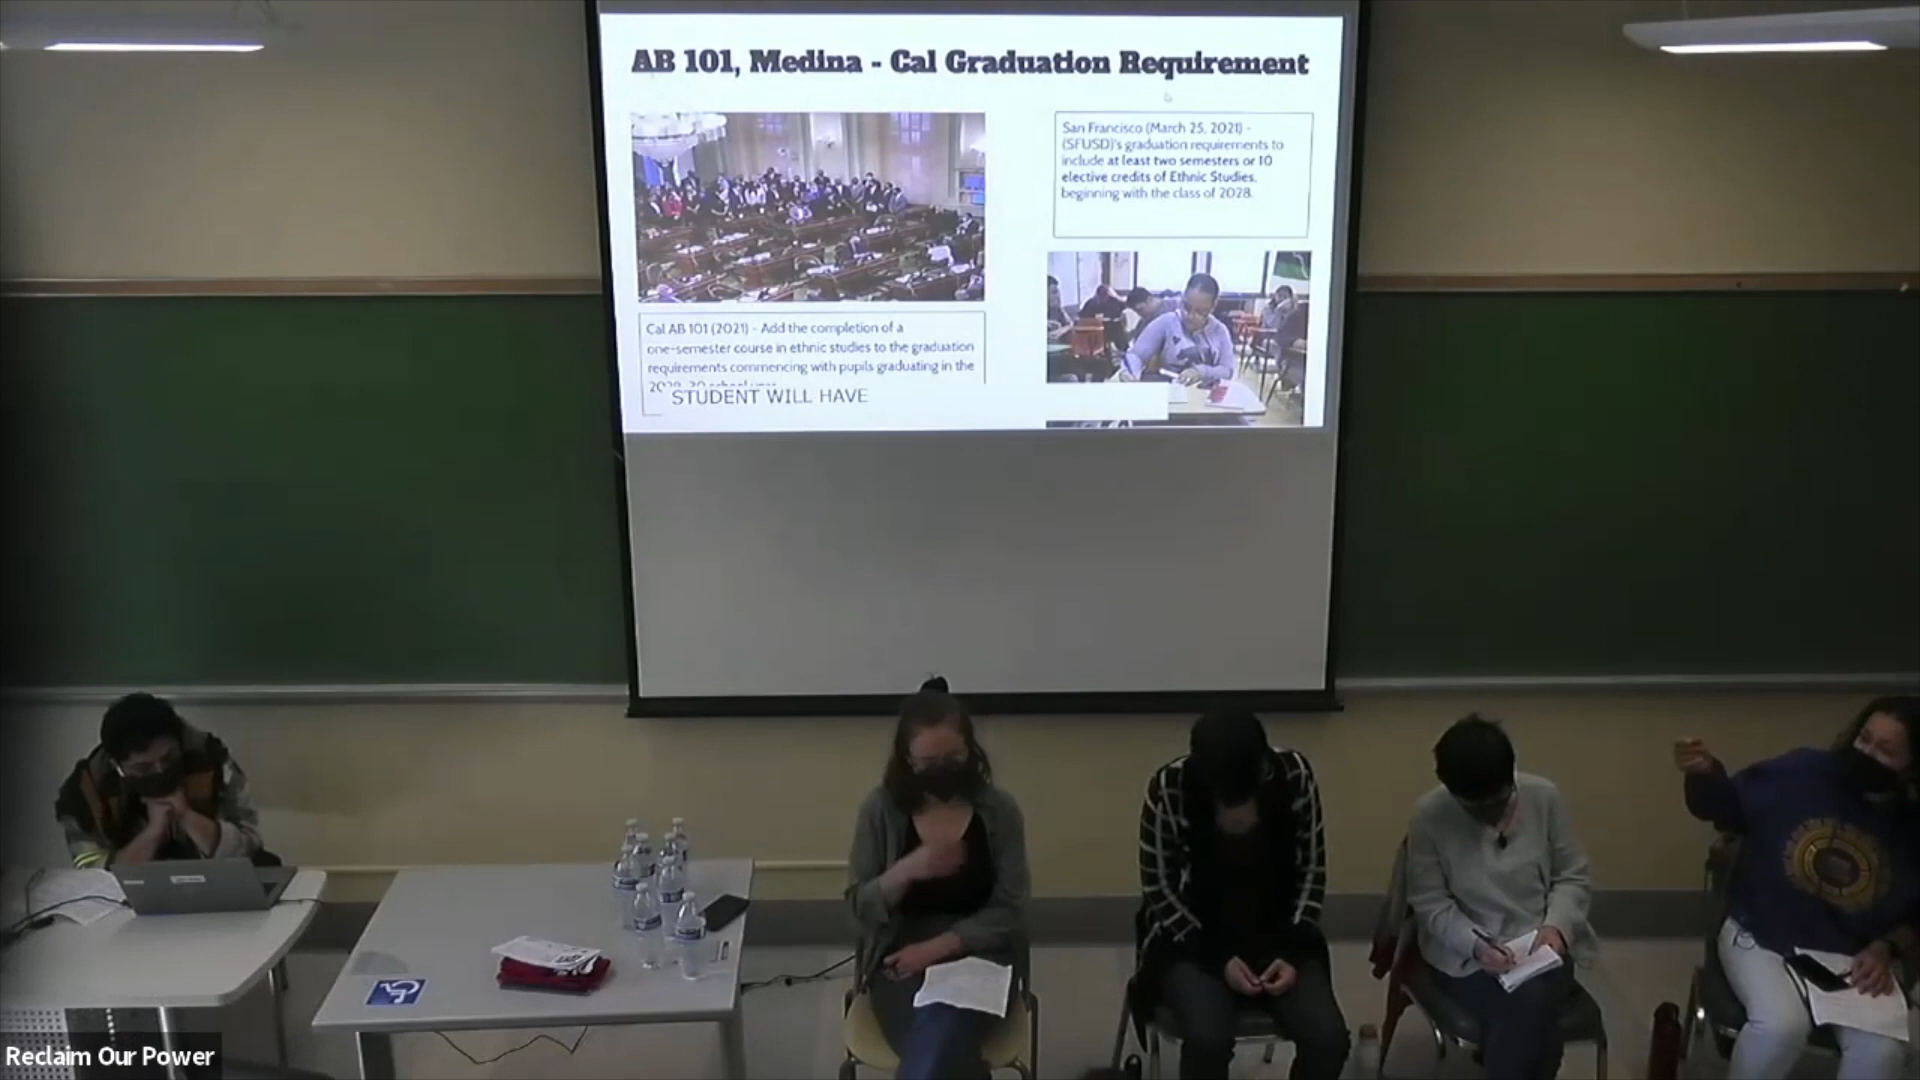 AB 101, Medina - Cal Graduation Requirement
San Francisco (March 25, 2021) -
(SFUSD)'s graduation requirements to
include at least two semesters or 10
elective credits of Ethnic Studies,
beginning with the class of 2028.
Cal AB 101 (2021) - Add the completion of a
one-semester course in ethnic studies to the graduation
requirements commencing with pupils graduating in the
STUDENT WILL HAVE
Reclaim Our Power